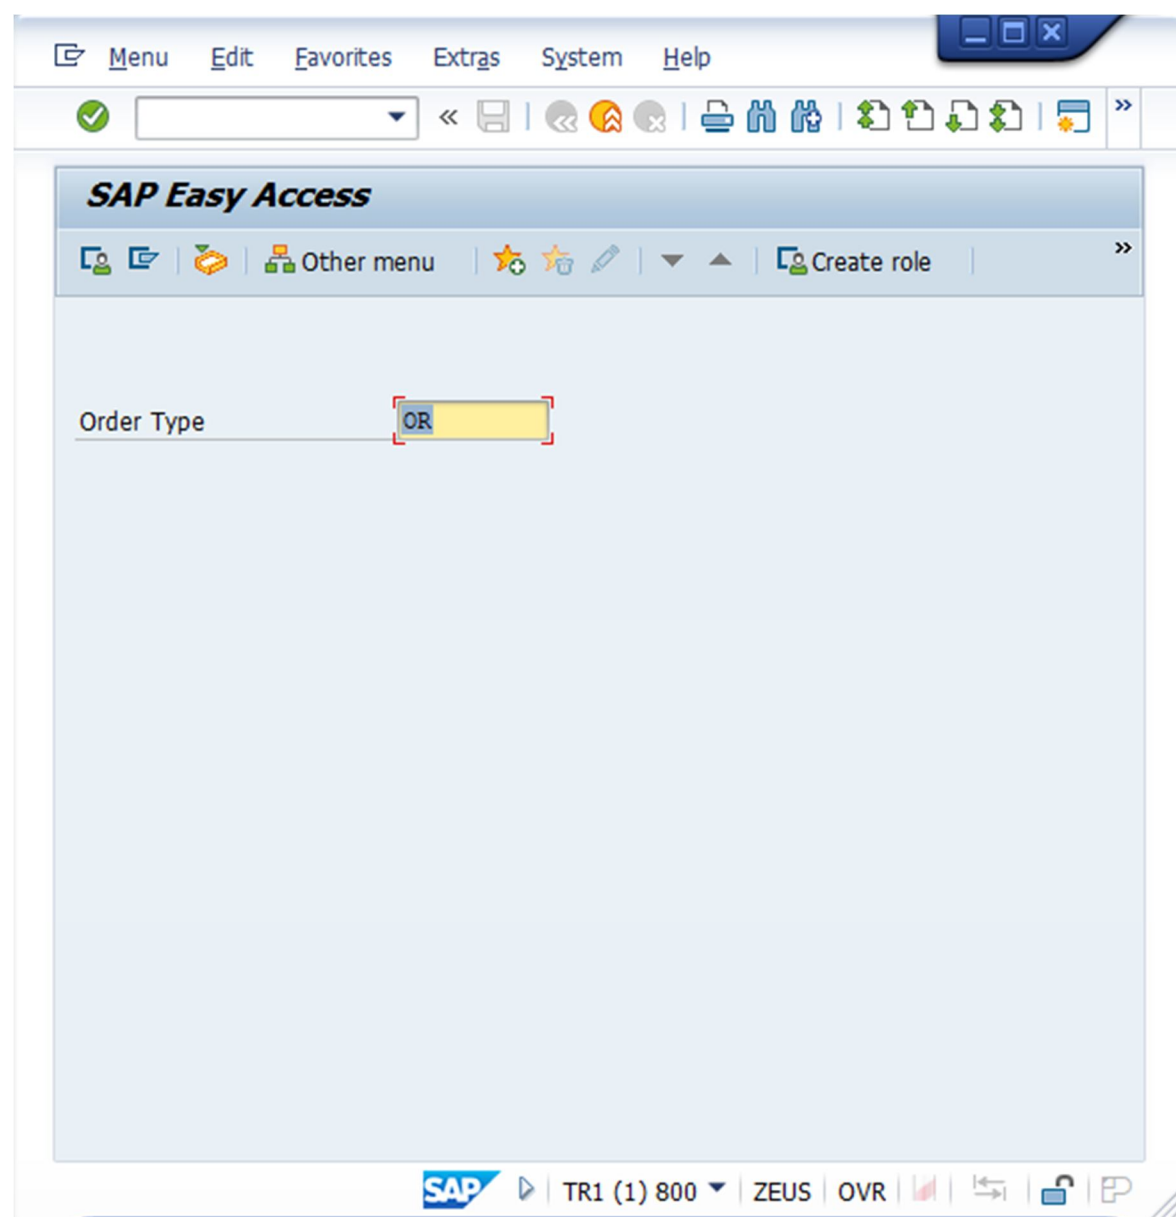 Menu Edit Favorites Extras System Help
SAP Easy Access
Other menu Create role
Order Type OR
SAP TR1 (1) 800 ZEUS OVR